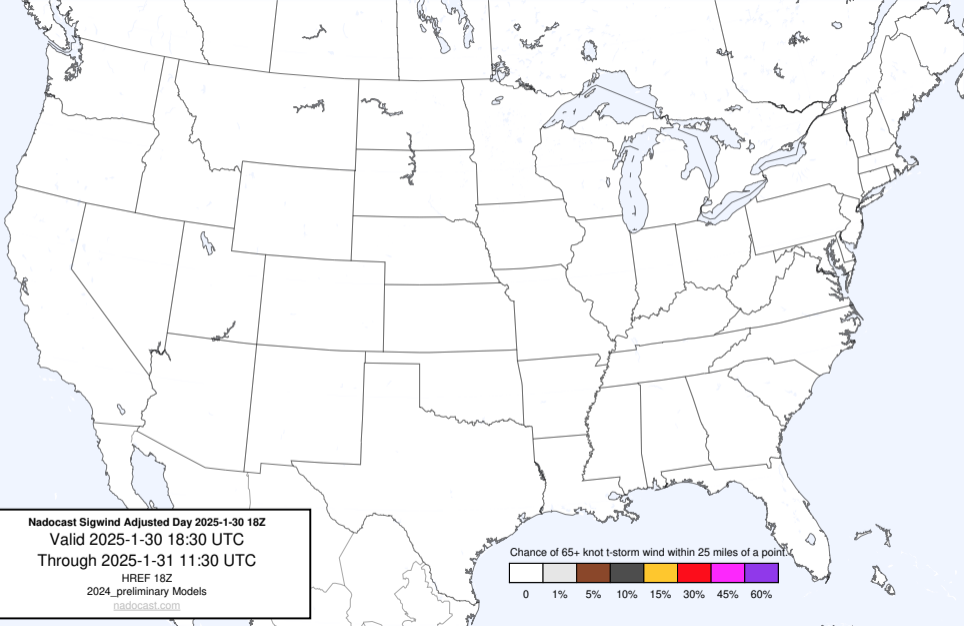 Nadocast Sigwind Adjusted Day 2025-1-30 18Z
Valid 2025-1-30 18:30 UTC
Through 2025-1-31 11:30 UTC
HREF 18Z
2024_preliminary Models
nadocast.com
Chance of 65+ knot t-storm wind within 25 miles of a point.
0 1% 5% 10% 15% 30% 45% 60%